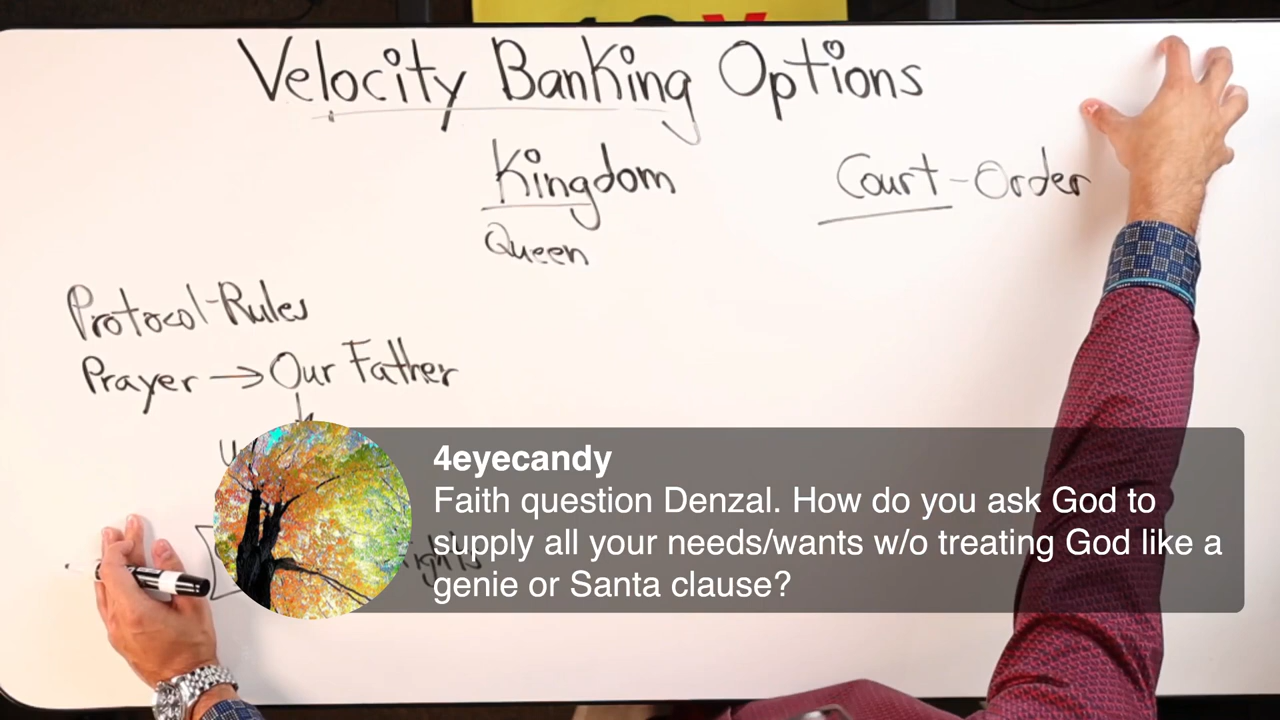 Velocity Banking Options
Kingdom
Court-Order
Queen
Protocol-Rules
Prayer → Our Father
4eyecandy
Faith question Denzal. How do you ask God to
supply all your needs/wants w/o treating God like a
genie or Santa clause?